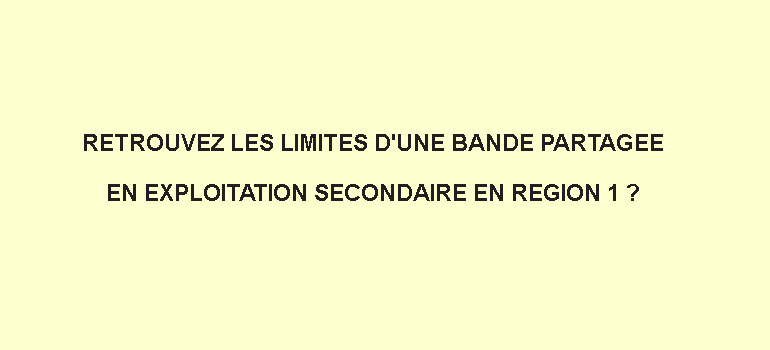 RETROUVEZ LES LIMITES D'UNE BANDE PARTAGEE
EN EXPLOITATION SECONDAIRE EN REGION 1 ?